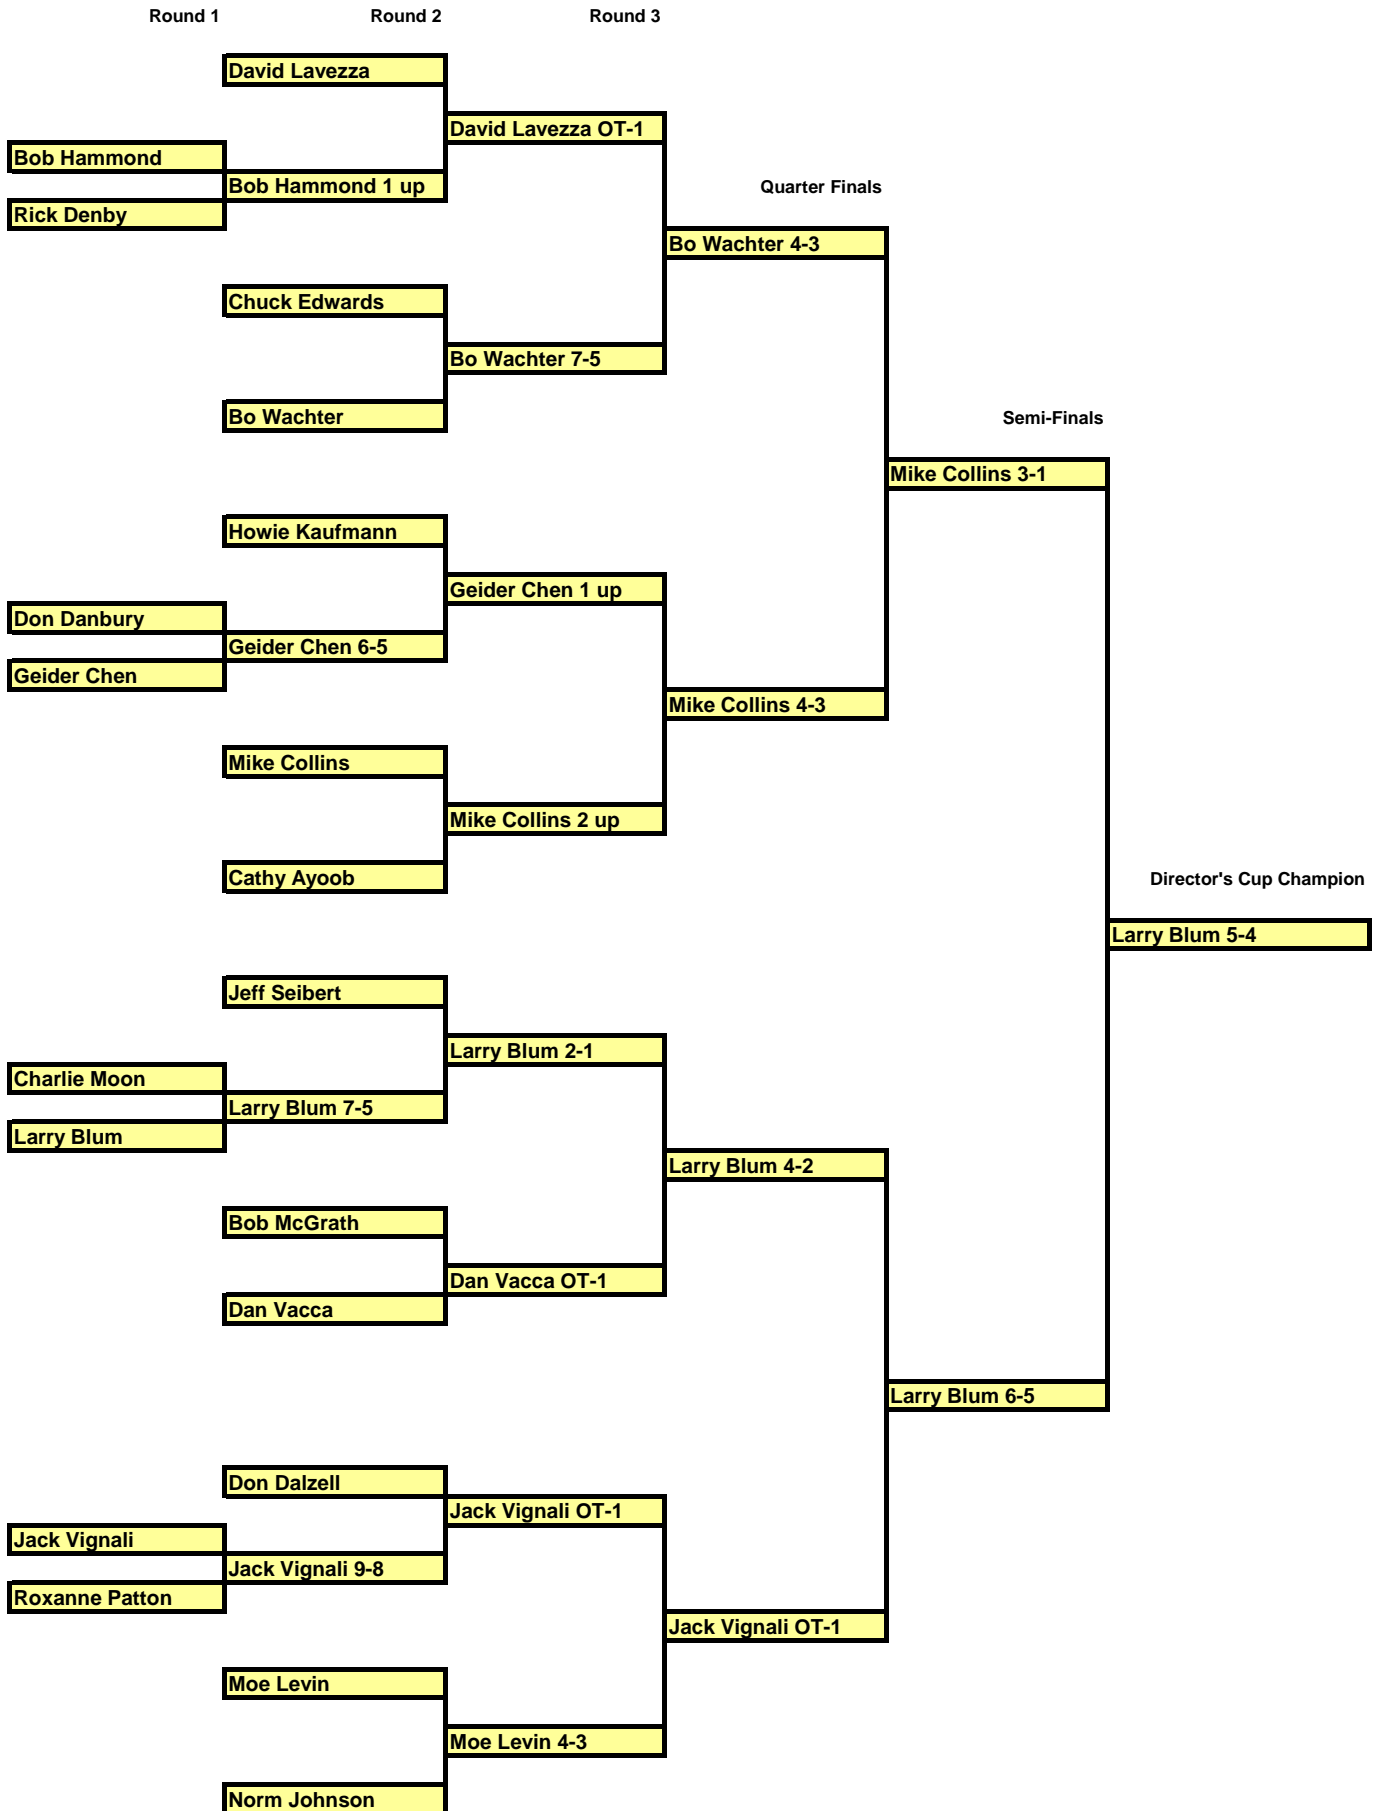 Round 1
Round 2
Round 3
David Lavezza
David Lavezza OT-1
Bob Hammond
Bob Hammond 1 up
Quarter Finals
Rick Denby
Bo Wachter 4-3
Chuck Edwards
Bo Wachter 7-5
Bo Wachter
Semi-Finals
Mike Collins 3-1
Howie Kaufmann
Geider Chen 1 up
Don Danbury
Geider Chen 6-5
Geider Chen
Mike Collins 4-3
Mike Collins
Mike Collins 2 up
Cathy Ayoob
Director's Cup Champion
Larry Blum 5-4
Jeff Seibert
Larry Blum 2-1
Charlie Moon
Larry Blum 7-5
Larry Blum
Larry Blum 4-2
Bob McGrath
Dan Vacca OT-1
Dan Vacca
Larry Blum 6-5
Don Dalzell
Jack Vignali OT-1
Jack Vignali
Jack Vignali 9-8
Roxanne Patton
Jack Vignali OT-1
Moe Levin
Moe Levin 4-3
Norm Johnson